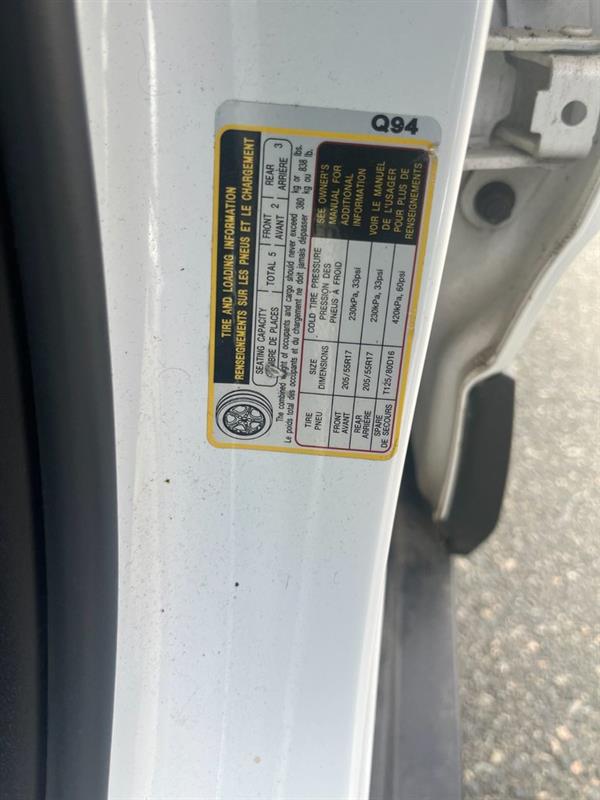 Q94
TIRE AND LOADING INFORMATION
RENSEIGNEMENTS SUR LES PNEUS ET LE CHARGEMENT
SEATING CAPACITY
NOMBRE DE PLACES
TOTAL 5
FRONT
AVANT
2
REAR
ARRIÈRE
3
The combined weight of occupants and cargo should never exceed
Le poids total des occupants et du chargement ne doit jamais dépasser
380 kg or 838 lb.
kg ou lb.
TIRE
PNEU
SIZE
DIMENSIONS
COLD TIRE PRESSURE
PRESSION DES
PNEUS À FROID
SEE OWNER'S
MANUAL FOR
ADDITIONAL
INFORMATION
VOIR LE MANUEL
DE L'USAGER
POUR PLUS DE
RENSEIGNEMENTS
FRONT
AVANT
205/55R17
230kPa, 33psi
REAR
ARRIÈRE
205/55R17
230kPa, 33psi
SPARE
DE SECOURS
T125/80D16
420kPa, 60psi